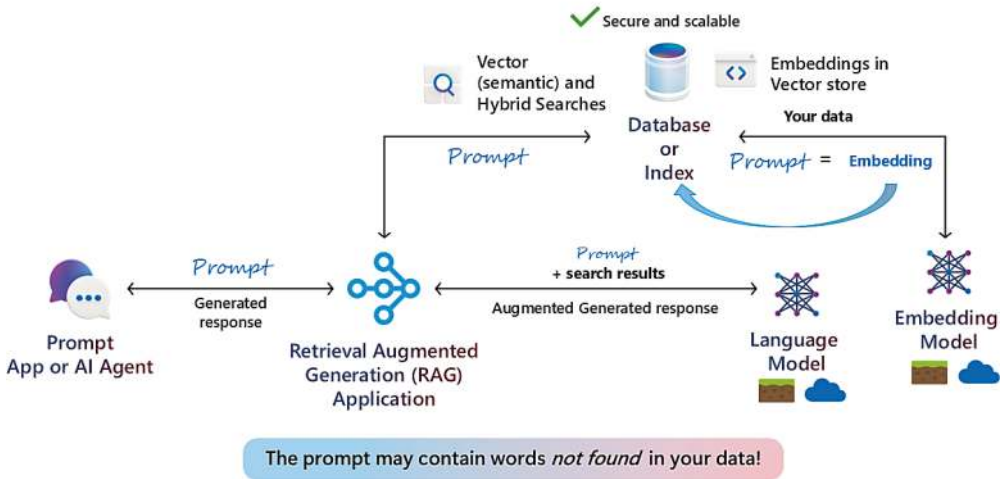 Secure and scalable
Vector
(semantic) and
Hybrid Searches
Embeddings in
Vector store
Database
or
Index
Your data
Prompt
Prompt = Embedding
Prompt
Generated
response
Prompt
+ search results
Augmented Generated response
Prompt
App or AI Agent
Retrieval Augmented
Generation (RAG)
Application
Language
Model
Embedding
Model
The prompt may contain words not found in your data!